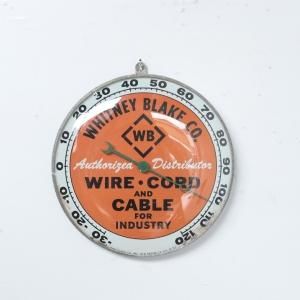 WHITNEY BLAKE CO.
WB
Authorized Distributor
WIRE · CORD
AND
CABLE
FOR
INDUSTRY
-30 -20 -10 0 10 20 30 40 50 60 70 80 90 100 110 120